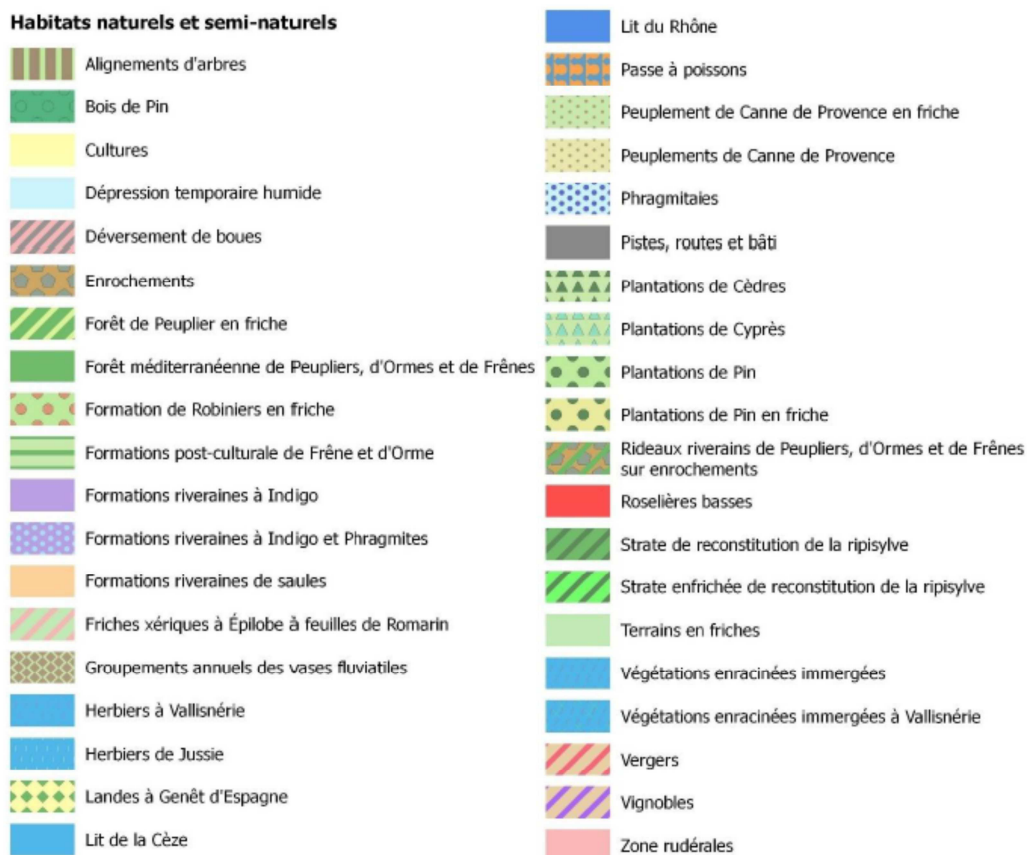 Habitats naturels et semi-naturels
Alignements d'arbres
Bois de Pin
Cultures
Dépression temporaire humide
Déversement de boues
Enrochements
Forêt de Peuplier en friche
Forêt méditerranéenne de Peupliers, d'Ormes et de Frênes
Formation de Robiniers en friche
Formations post-culturale de Frêne et d'Orme
Formations riveraines à Indigo
Formations riveraines à Indigo et Phragmites
Formations riveraines de saules
Friches xériques à Épilobe à feuilles de Romarin
Groupements annuels des vases fluviatiles
Herbiers à Vallisnérie
Herbiers de Jussie
Landes à Genêt d'Espagne
Lit de la Cèze
Lit du Rhône
Passe à poissons
Peuplement de Canne de Provence en friche
Peuplements de Canne de Provence
Phragmitaies
Pistes, routes et bâti
Plantations de Cèdres
Plantations de Cyprès
Plantations de Pin
Plantations de Pin en friche
Rideaux riverains de Peupliers, d'Ormes et de Frênes
sur enrochements
Roselières basses
Strate de reconstitution de la ripisylve
Strate enfrichée de reconstitution de la ripisylve
Terrains en friches
Végétations enracinées immergées
Végétations enracinées immergées à Vallisnérie
Vergers
Vignobles
Zone rudérales